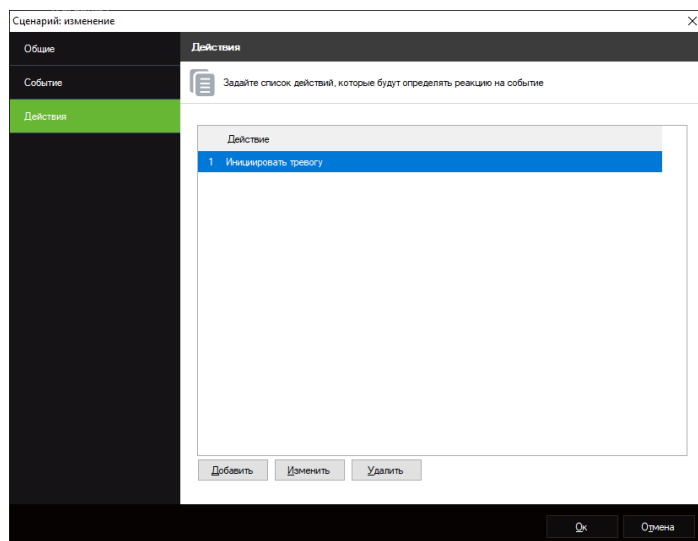 Сценарий: изменение
Общие
Событие
Действия
Действия
Задайте список действий, которые будут определять реакцию на событие
Действие
1 Инициировать тревогу
Добавить Изменить Удалить
Ок Отмена